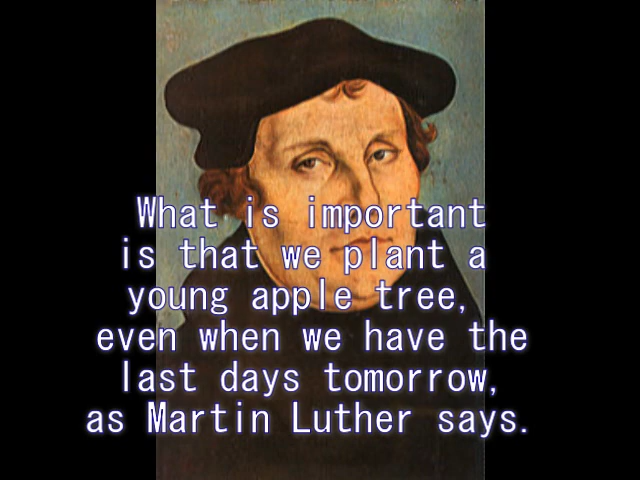 What is important
is that we plant a
young apple tree,
even when we have the
last days tomorrow,
as Martin Luther says.